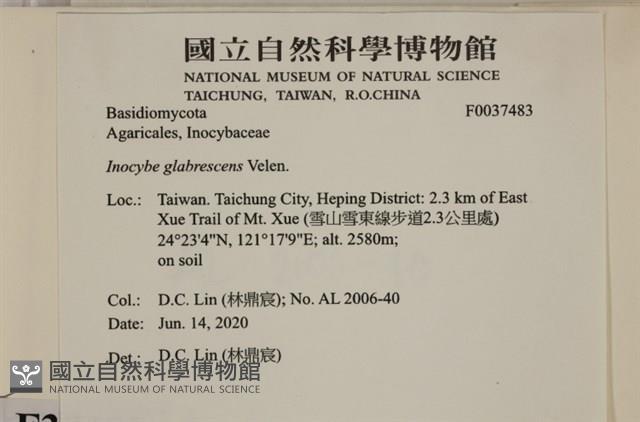 國立自然科學博物館
NATIONAL MUSEUM OF NATURAL SCIENCE
TAICHUNG, TAIWAN, R.O.CHINA
Basidiomycota F0037483
Agaricales, Inocybaceae
Inocybe glabrescens Velen.
Loc.: Taiwan. Taichung City, Heping District: 2.3 km of East
Xue Trail of Mt. Xue (雪山雪東線步道2.3公里處)
24°23'4"N, 121°17'9"E; alt. 2580m;
on soil
Col.: D.C. Lin (林鼎宸); No. AL 2006-40
Date: Jun. 14, 2020
Det.: D.C. Lin (林鼎宸)
國立自然科學博物館
NATIONAL MUSEUM OF NATURAL SCIENCE